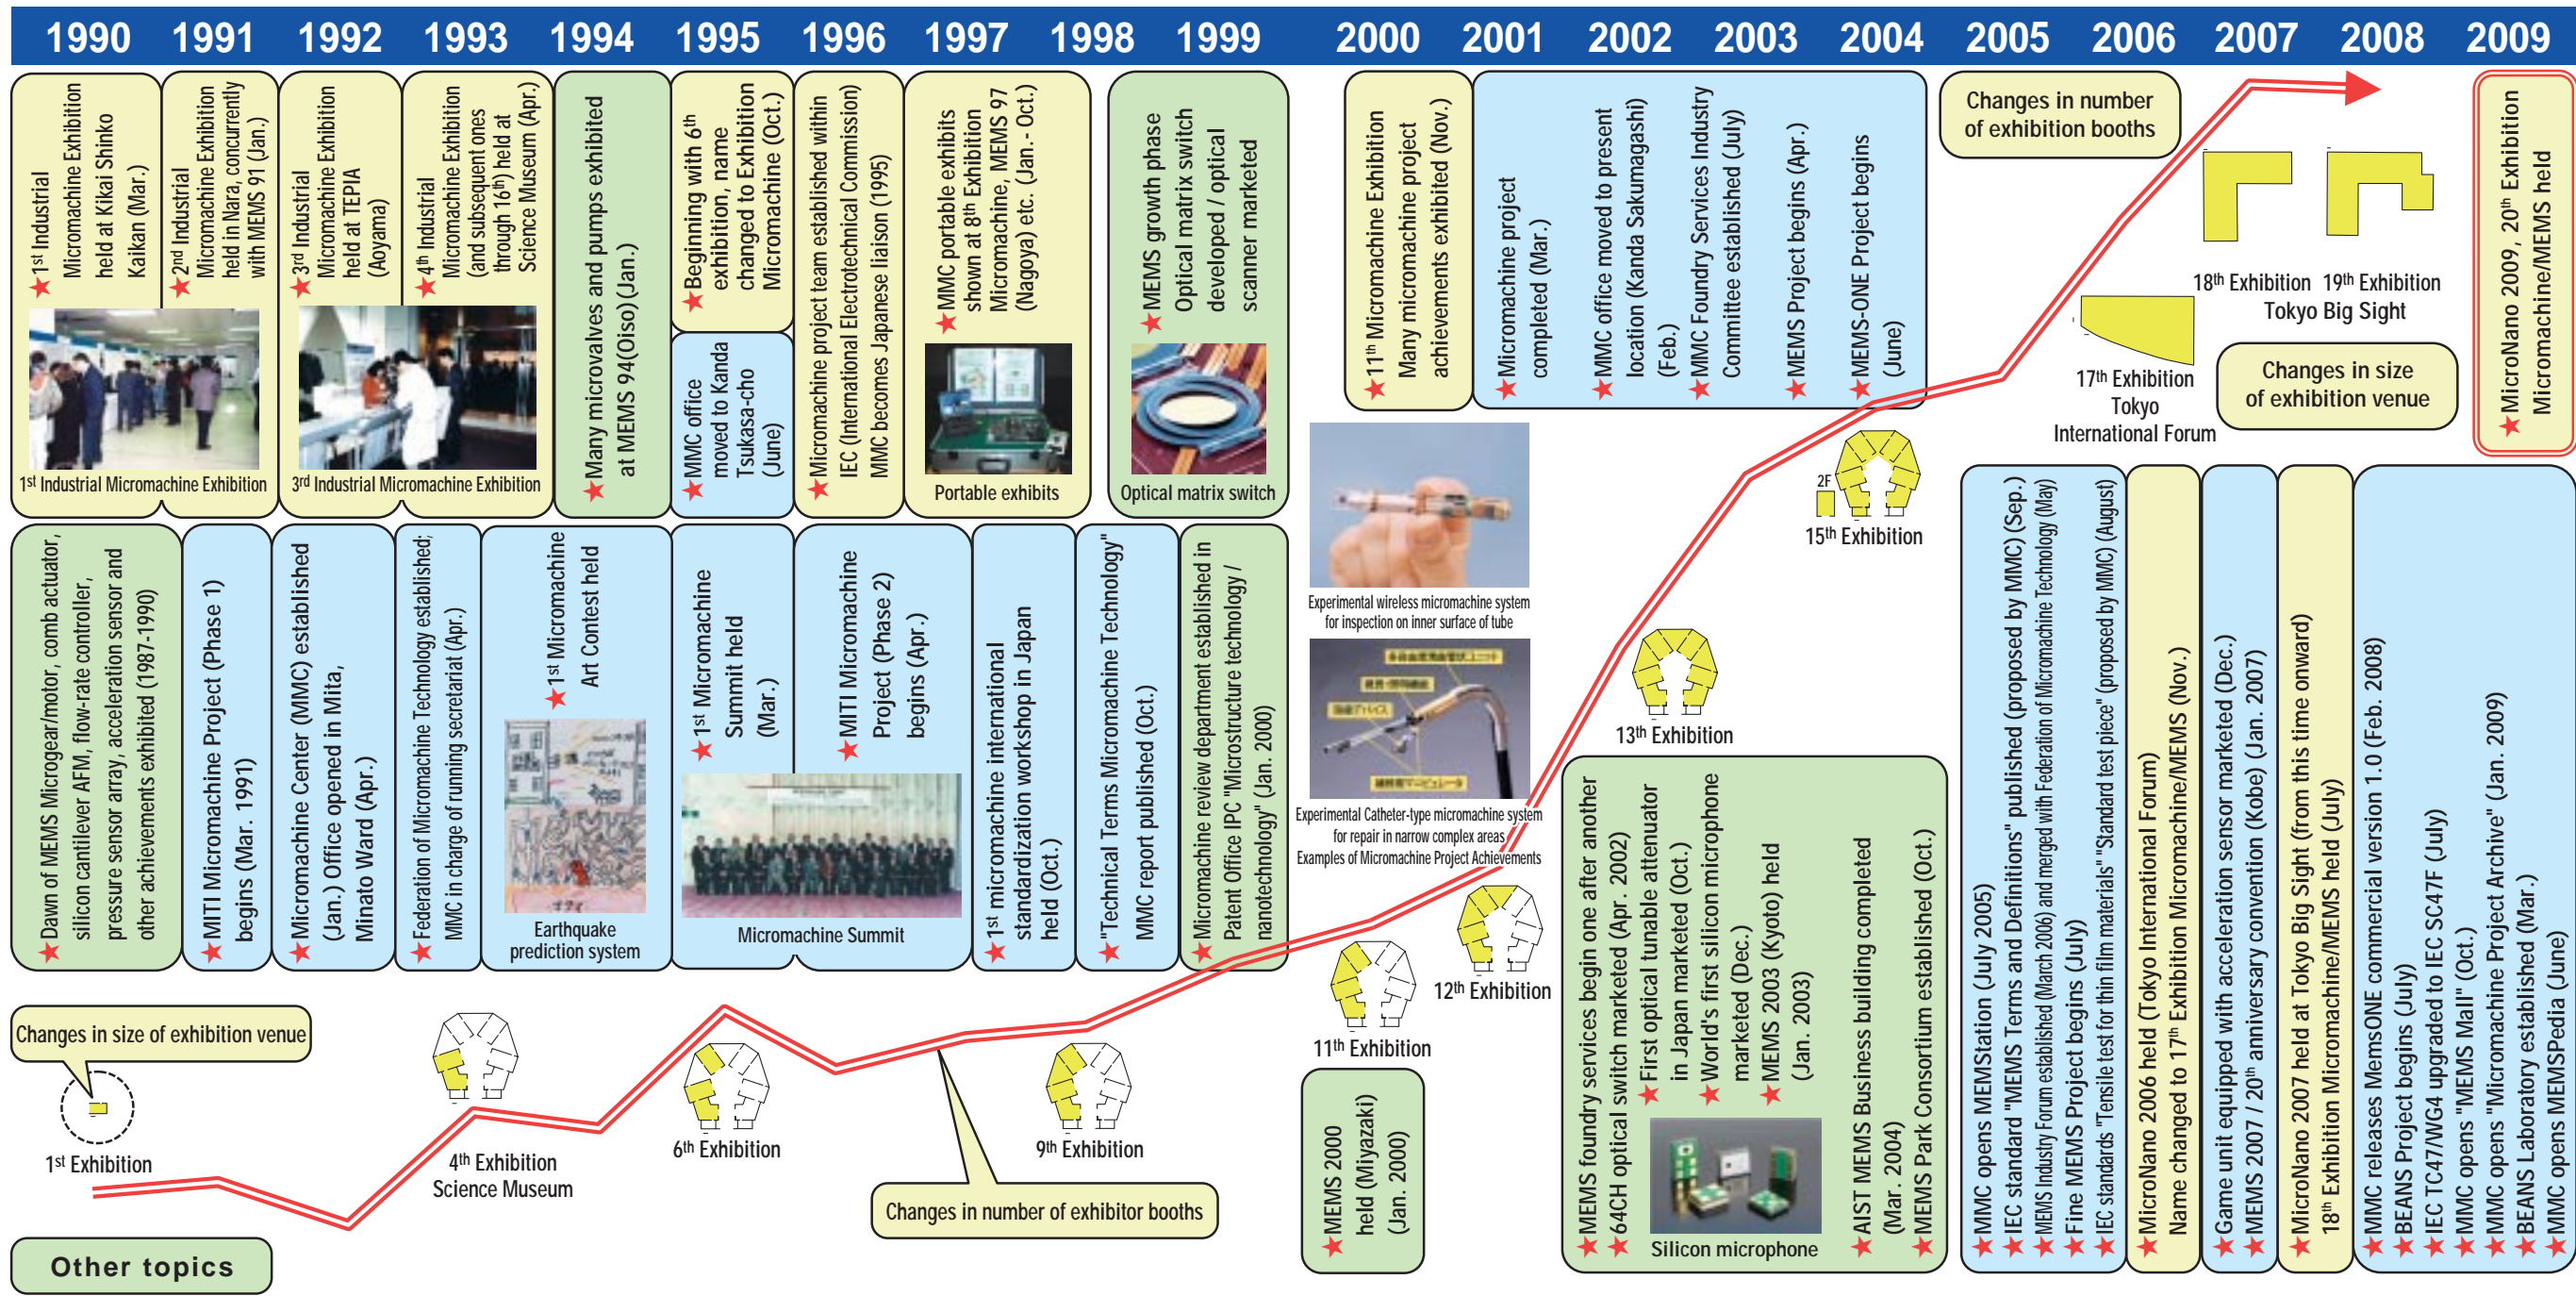 1990 1991 1992 1993 1994 1995 1996 1997 1998 1999 2000 2001 2002 2003 2004 2005 2006 2007 2008 2009
★1st Industrial
Micromachine Exhibition
held at Kikai Shinko
Kaikan (Mar.)
★2nd Industrial
Micromachine Exhibition
held in Nara, concurrently
with MEMS 91 (Jan.)
1st Industrial Micromachine Exhibition
★3rd Industrial
Micromachine Exhibition
held at TEPIA
(Aoyama)
★4th Industrial
Micromachine Exhibition
(and subsequent ones
through 16th) held at
Science Museum (Apr.)
3rd Industrial Micromachine Exhibition
★Many microvalves and pumps exhibited
at MEMS 94(Oiso)(Jan.)
★Beginning with 6th
exhibition, name
changed to Exhibition
Micromachine (Oct.)
★MMC office
moved to Kanda
Tsukasa-cho
(June)
★Micromachine project team established within
IEC (International Electrotechnical Commission)
MMC becomes Japanese liaison (1995)
★MMC portable exhibits
shown at 8th Exhibition
Micromachine, MEMS 97
(Nagoya) etc. (Jan.- Oct.)
Portable exhibits
★MEMS growth phase
Optical matrix switch
developed / optical
scanner marketed
Optical matrix switch
★11th Micromachine Exhibition
Many micromachine project
achievements exhibited (Nov.)
★Micromachine project
completed (Mar.)
★MMC office moved to present
location (Kanda Sakumagashi)
(Feb.)
★MMC Foundry Services Industry
Committee established (July)
★MEMS Project begins (Apr.)
★MEMS-ONE Project begins
(June)
Changes in number
of exhibition booths
18th Exhibition 19th Exhibition
Tokyo Big Sight
17th Exhibition
Tokyo
International Forum
Changes in size
of exhibition venue
★MicroNano 2009, 20th Exhibition
Micromachine/MEMS held
★Dawn of MEMS Microgear/motor, comb actuator,
silicon cantilever AFM, flow-rate controller,
pressure sensor array, acceleration sensor and
other achievements exhibited (1987-1990)
★MITI Micromachine Project (Phase 1)
begins (Mar. 1991)
★Micromachine Center (MMC) established
(Jan.) Office opened in Mita,
Minato Ward (Apr.)
★Federation of Micromachine Technology established;
MMC in charge of running secretariat (Apr.)
★1st Micromachine
Art Contest held
Earthquake
prediction system
★1st Micromachine
Summit held
(Mar.)
★MITI Micromachine
Project (Phase 2)
begins (Apr.)
Micromachine Summit
★1st micromachine international
standardization workshop in Japan
held (Oct.)
★"Technical Terms Micromachine Technology"
MMC report published (Oct.)
★Micromachine review department established in
Patent Office IPC "Microstructure technology /
nanotechnology" (Jan. 2000)
Experimental wireless micromachine system
for inspection on inner surface of tube
Experimental Catheter-type micromachine system
for repair in narrow complex areas
Examples of Micromachine Project Achievements
2F
15th Exhibition
13th Exhibition
12th Exhibition
11th Exhibition
★MEMS 2000
held (Miyazaki)
(Jan. 2000)
★MEMS foundry services begin one after another
★64CH optical switch marketed (Apr. 2002)
★First optical tunable attenuator
in Japan marketed (Oct.)
★World's first silicon microphone
marketed (Dec.)
★MEMS 2003 (Kyoto) held
(Jan. 2003)
Silicon microphone
★AIST MEMS Business building completed
(Mar. 2004)
★MEMS Park Consortium established (Oct.)
★MMC opens MEMStation (July 2005)
★IEC standard "MEMS Terms and Definitions" published (proposed by MMC) (Sep.)
★MEMS Industry Forum established (March 2006) and merged with Federation of Micromachine Technology (May)
★Fine MEMS Project begins (July)
★IEC standards "Tensile test for thin film materials" "Standard test piece" (proposed by MMC) (August)
★MicroNano 2006 held (Tokyo International Forum)
Name changed to 17th Exhibition Micromachine/MEMS (Nov.)
★Game unit equipped with acceleration sensor marketed (Dec.)
★MEMS 2007 / 20th anniversary convention (Kobe) (Jan. 2007)
★MicroNano 2007 held at Tokyo Big Sight (from this time onward)
18th Exhibition Micromachine/MEMS held (July)
★MMC releases MemsONE commercial version 1.0 (Feb. 2008)
★BEANS Project begins (July)
★IEC TC47/WG4 upgraded to IEC SC47F (July)
★MMC opens "MEMS Mall" (Oct.)
★MMC opens "Micromachine Project Archive" (Jan. 2009)
★BEANS Laboratory established (Mar.)
★MMC opens MEMSPedia (June)
Changes in size of exhibition venue
1st Exhibition
4th Exhibition
Science Museum
6th Exhibition
9th Exhibition
Changes in number of exhibitor booths
Other topics